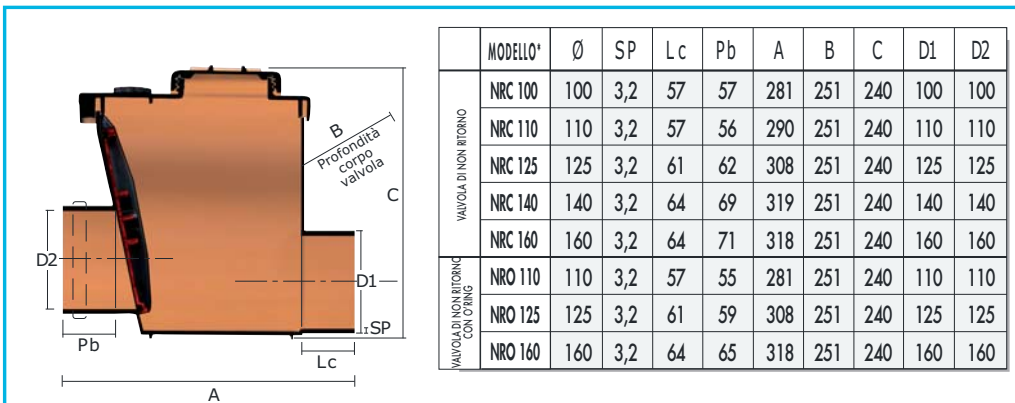 B
Profondità
corpo
valvola
C
D2
D1
SP
Pb
Lc
A
MODELLO* Ø SP Lc Pb A B C D1 D2
VALVOLA DI NON RITORNO
NRC 100 100 3,2 57 57 281 251 240 100 100
NRC 110 110 3,2 57 56 290 251 240 110 110
NRC 125 125 3,2 61 62 308 251 240 125 125
NRC 140 140 3,2 64 69 319 251 240 140 140
NRC 160 160 3,2 64 71 318 251 240 160 160
VALVOLA DI NON RITORNO
CON O'RING
NRO 110 110 3,2 57 55 281 251 240 110 110
NRO 125 125 3,2 61 59 308 251 240 125 125
NRO 160 160 3,2 64 65 318 251 240 160 160